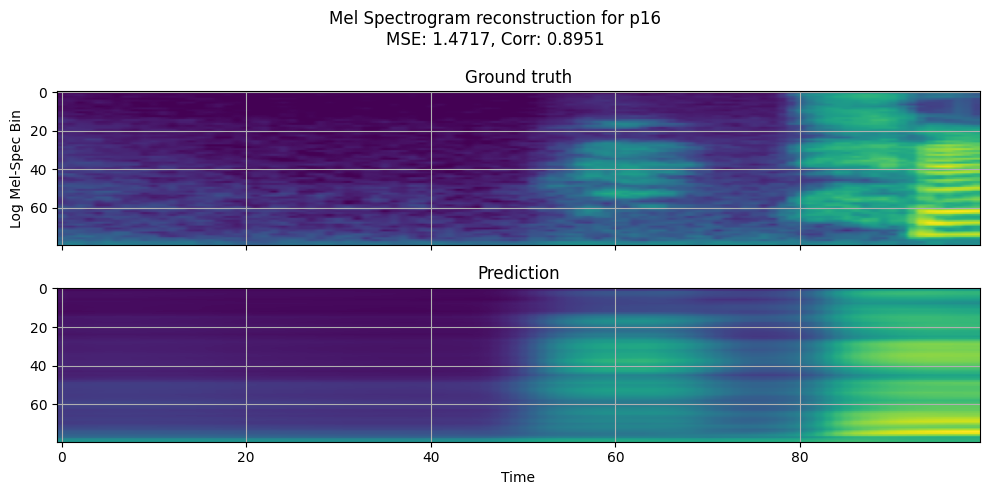 Mel Spectrogram reconstruction for p16
MSE: 1.4717, Corr: 0.8951
Ground truth
Log Mel-Spec Bin
0
20
40
60
Prediction
0
20
40
60
0 20 40 60 80
Time